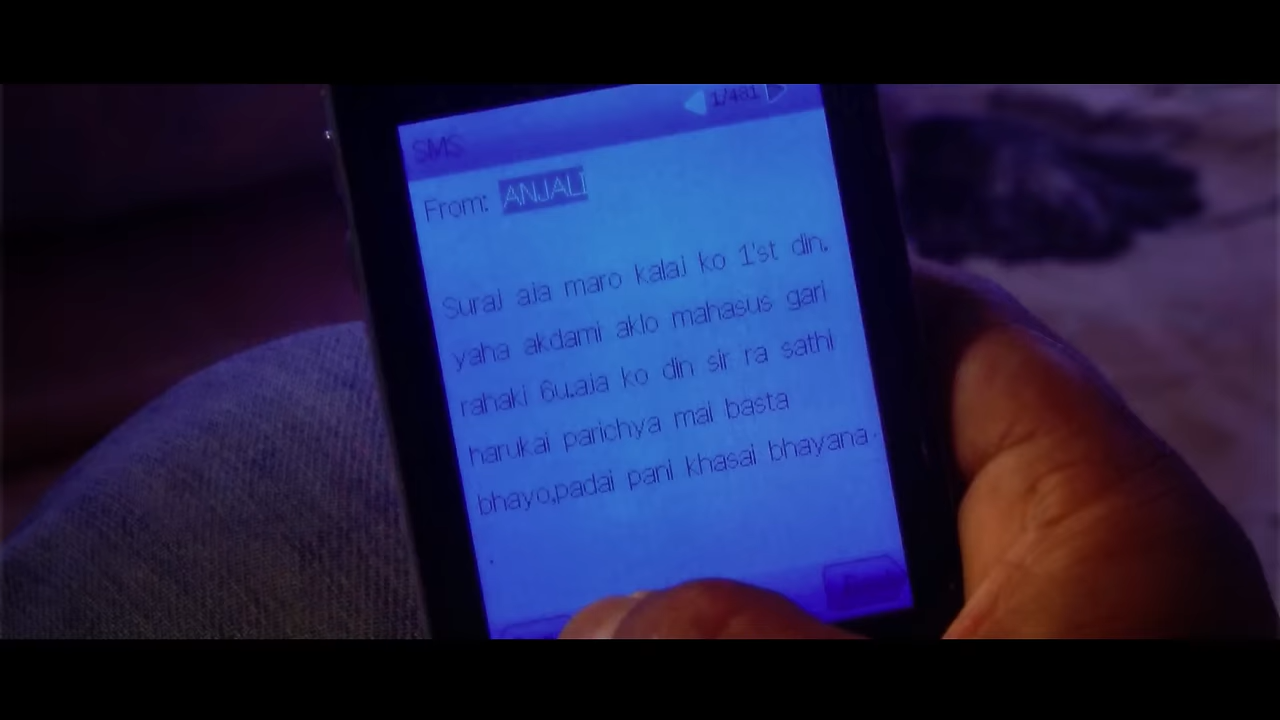 1/481
SMS
From: ANJALI
Suraj aja maro kalaj ko 1'st din.
yaha akdami aklo mahasus gari
rahaki 6u.aja ko din sir ra sathi
harukai parichya mai basta
bhayo,padai pani khasai bhayana.